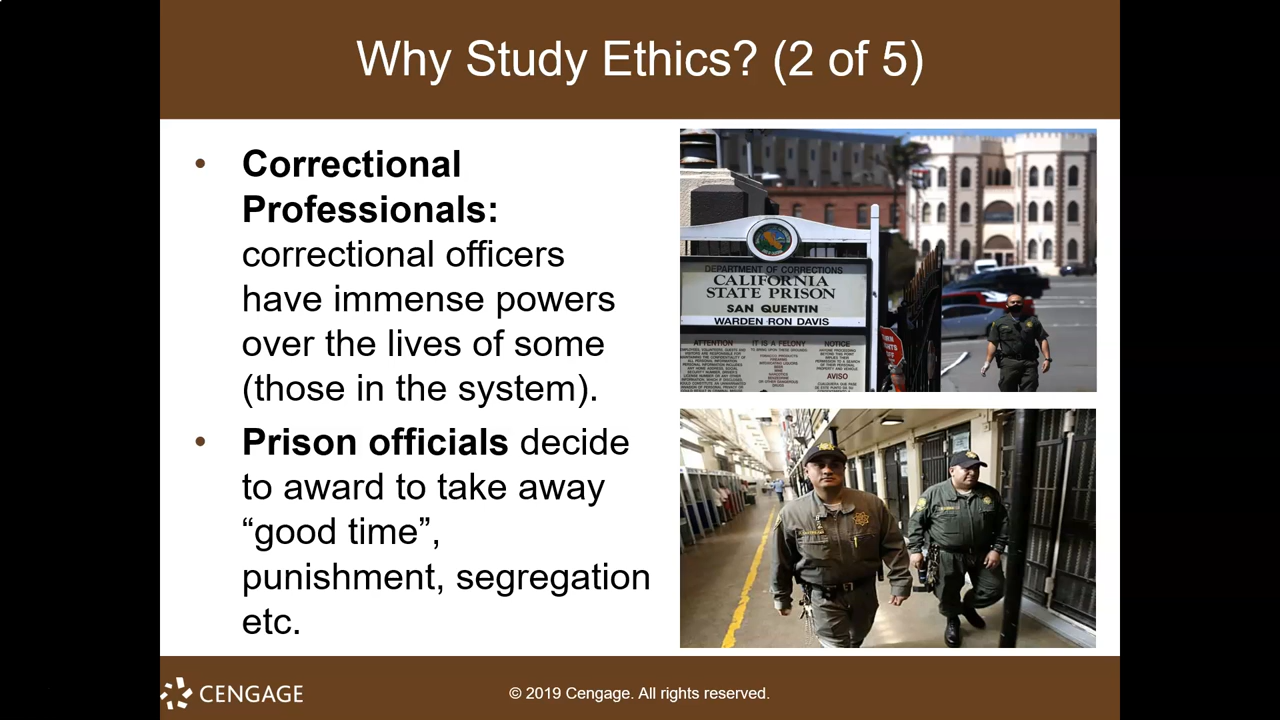 Why Study Ethics? (2 of 5)
• Correctional
Professionals:
correctional officers
have immense powers
over the lives of some
(those in the system).
• Prison officials decide
to award to take away
“good time”,
punishment, segregation
etc.
DEPARTMENT OF CORRECTIONS
CALIFORNIA
STATE PRISON
SAN QUENTIN
WARDEN RON DAVIS
ATTENTION
IT IS A FELONY
NOTICE
AVISO
CENGAGE
© 2019 Cengage. All rights reserved.